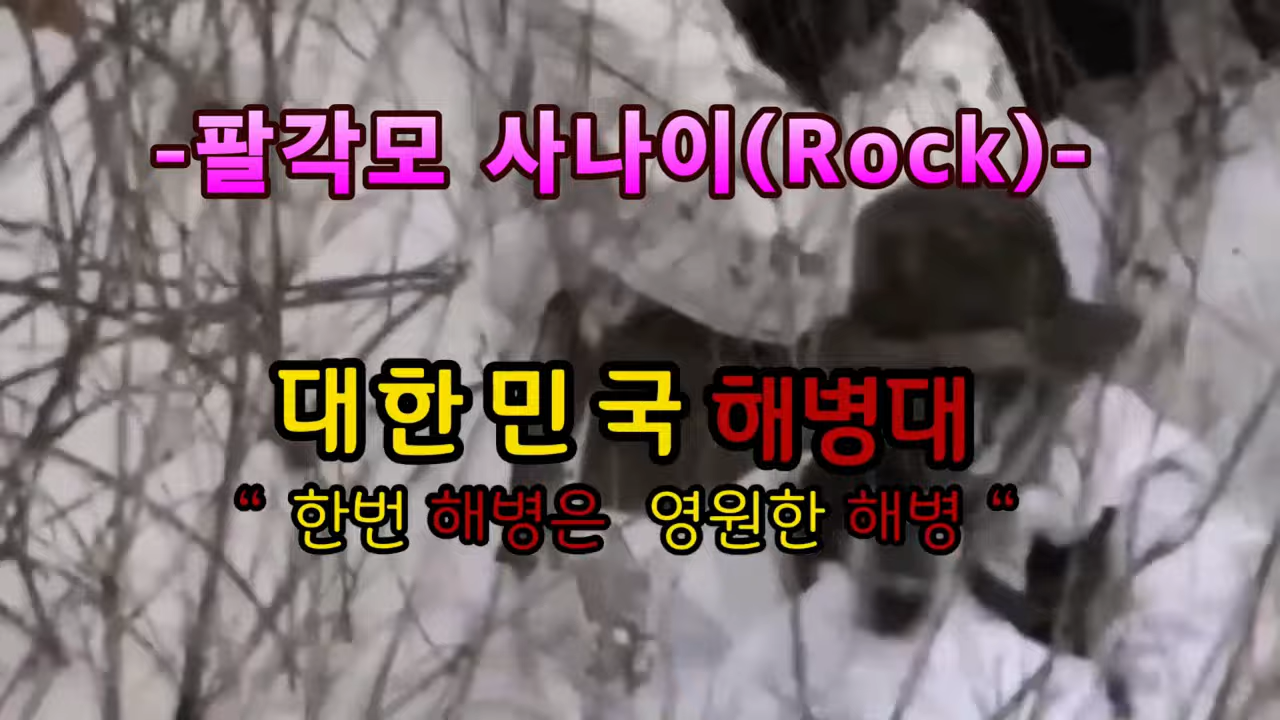 -팔각모 사나이(Rock)-
대한민국 해병대
“ 한번 해병은 영원한 해병 “